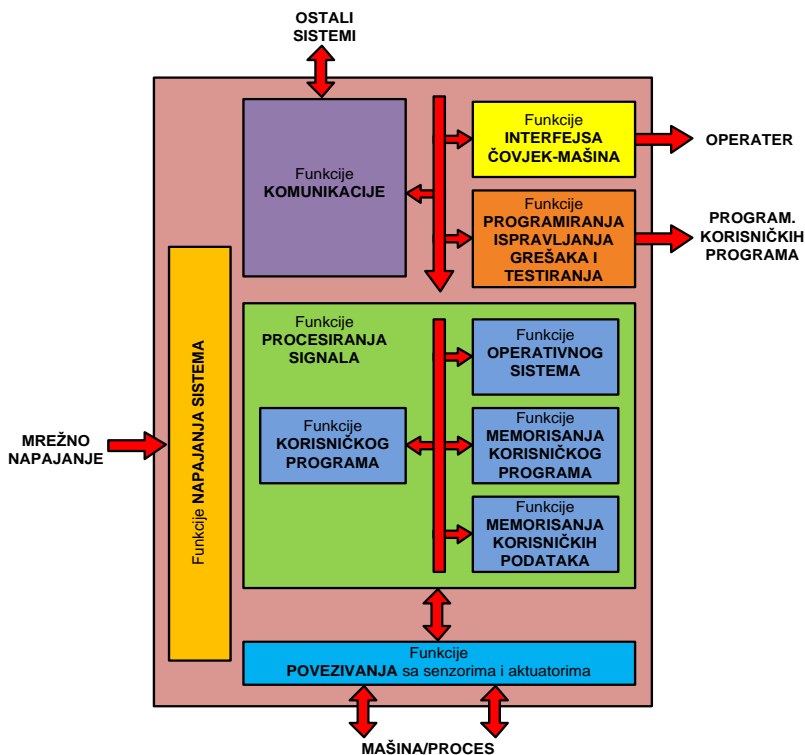 OSTALI
SISTEMI
Funkcije
KOMUNIKACIJE
Funkcije
INTERFEJSA
ČOVJEK-MAŠINA
OPERATER
Funkcije
PROGRAMIRANJA
ISPRAVLJANJA
GREŠAKA I
TESTIRANJA
PROGRAM.
KORISNIČKIH
PROGRAMA
MREŽNO
NAPAJANJE
Funkcije NAPAJANJA SISTEMA
Funkcije
PROCESIRANJA
SIGNALA
Funkcije
KORISNIČKOG
PROGRAMA
Funkcije
OPERATIVNOG
SISTEMA
Funkcije
MEMORISANJA
KORISNIČKOG
PROGRAMA
Funkcije
MEMORISANJA
KORISNIČKIH
PODATAKA
Funkcije
POVEZIVANJA sa senzorima i aktuatorima
MAŠINA/PROCES